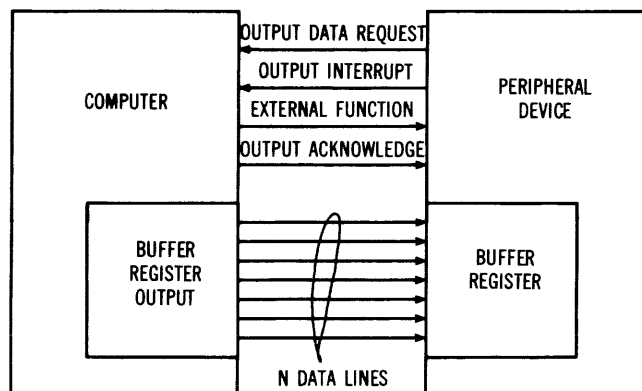 OUTPUT DATA REQUEST
OUTPUT INTERRUPT
COMPUTER
EXTERNAL FUNCTION
PERIPHERAL
DEVICE
OUTPUT ACKNOWLEDGE
BUFFER
REGISTER
OUTPUT
BUFFER
REGISTER
N DATA LINES